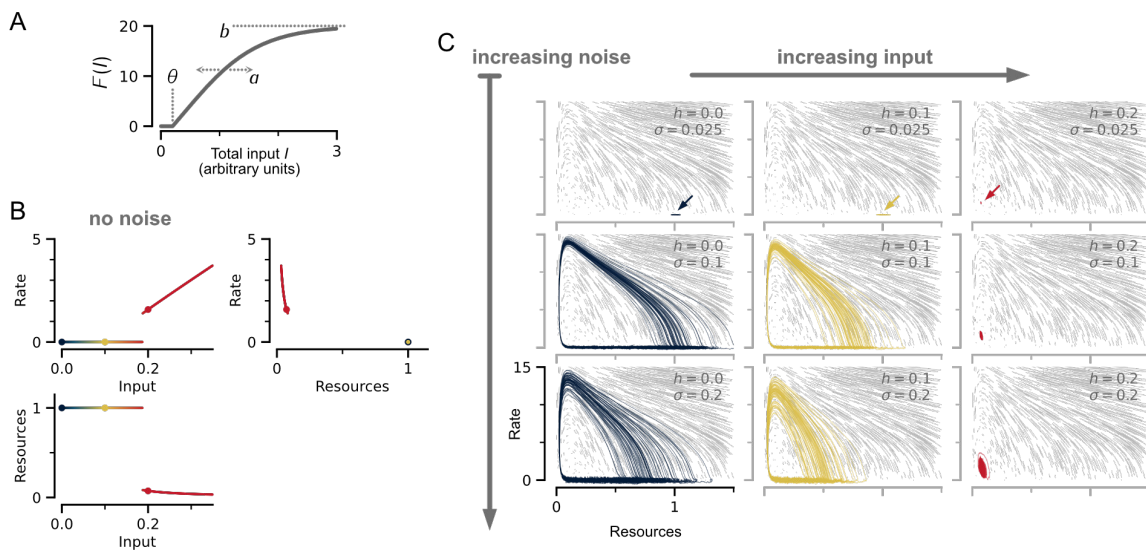 A
20
10
0
F(I)
b
θ
a
0
3
Total input I
(arbitrary units)
B
no noise
5
0
Rate
0.0
0.2
Input
5
0
Rate
0
1
Resources
1
0
Resources
0.0
0.2
Input
C
increasing noise
increasing input
h = 0.0
σ = 0.025
h = 0.1
σ = 0.025
h = 0.2
σ = 0.025
h = 0.0
σ = 0.1
h = 0.1
σ = 0.1
h = 0.2
σ = 0.1
h = 0.0
σ = 0.2
h = 0.1
σ = 0.2
h = 0.2
σ = 0.2
15
0
Rate
0
1
Resources